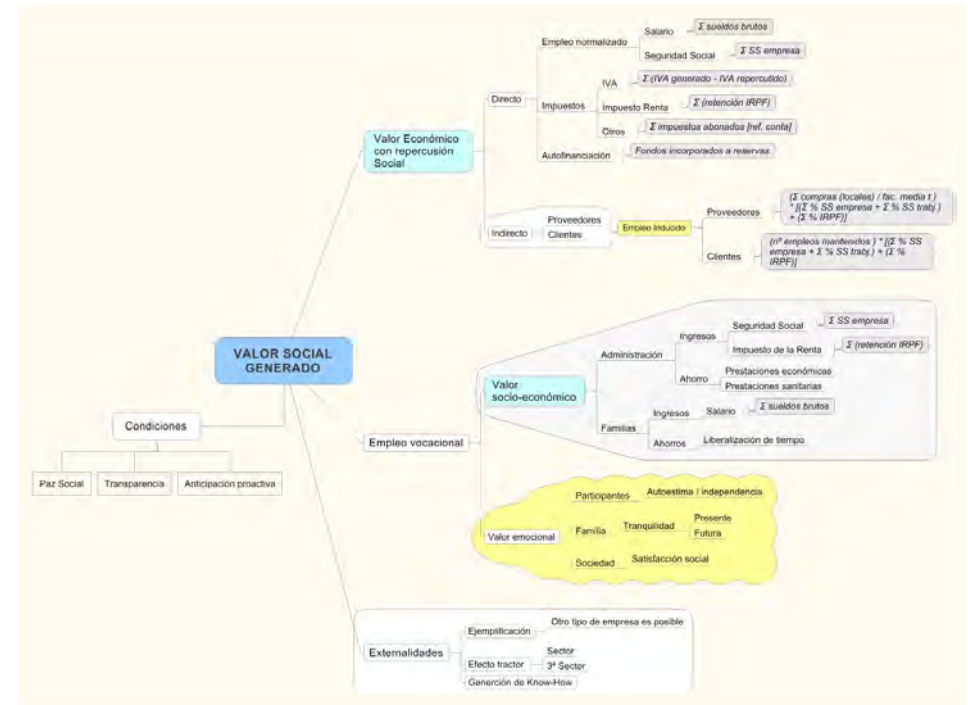 Salario
Σ sueldos brutos
Empleo normalizado
Seguridad Social
Σ SS empresa
IVA
Σ (IVA generado - IVA repercutido)
Directo
Impuestos
Impuesto Renta
Σ (retención IRPF)
Otros
Σ impuestos abonados [ref. conta]
Valor Económico
con repercusión
Social
Autofinanciación
Fondos incorporados a reservas
Indirecto
Proveedores
Clientes
Empleo Inducido
Proveedores
(Σ compras (locales) / fac. media t )
* [(Σ % SS empresa + Σ % SS trabj.)
+ (Σ % IRPF)]
Clientes
(nº empleos mantenidos ) * [(Σ % SS
empresa + Σ % SS trabj.) + (Σ %
IRPF)]
VALOR SOCIAL
GENERADO
Condiciones
Paz Social
Transparencia
Anticipación proactiva
Empleo vocacional
Valor
socio-económico
Administración
Ingresos
Seguridad Social
Σ SS empresa
Impuesto de la Renta
Σ (retención IRPF)
Ahorro
Prestaciones económicas
Prestaciones sanitarias
Familias
Ingresos
Salario
Σ sueldos brutos
Ahorros
Liberalización de tiempo
Valor emocional
Participantes
Autoestima / independencia
Familia
Tranquilidad
Presente
Futura
Sociedad
Satisfacción social
Externalidades
Ejemplificación
Otro tipo de empresa es posible
Efecto tractor
Sector
3º Sector
Generción de Know-How